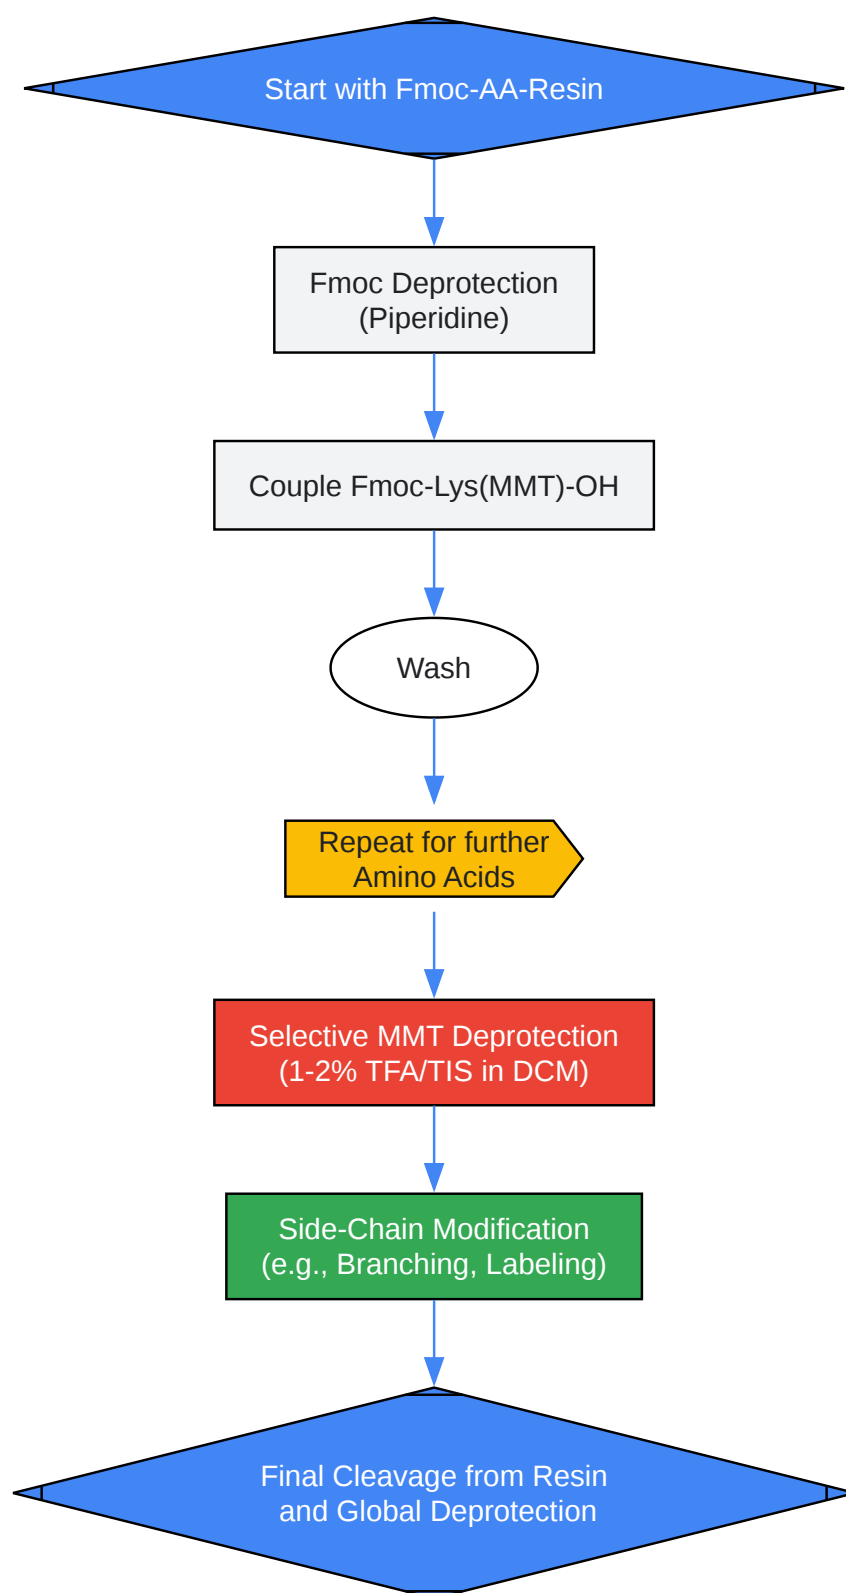 Start with Fmoc-AA-Resin
Fmoc Deprotection
(Piperidine)
Couple Fmoc-Lys(MMT)-OH
Wash
Repeat for further
Amino Acids
Selective MMT Deprotection
(1-2% TFA/TIS in DCM)
Side-Chain Modification
(e.g., Branching, Labeling)
Final Cleavage from Resin
and Global Deprotection